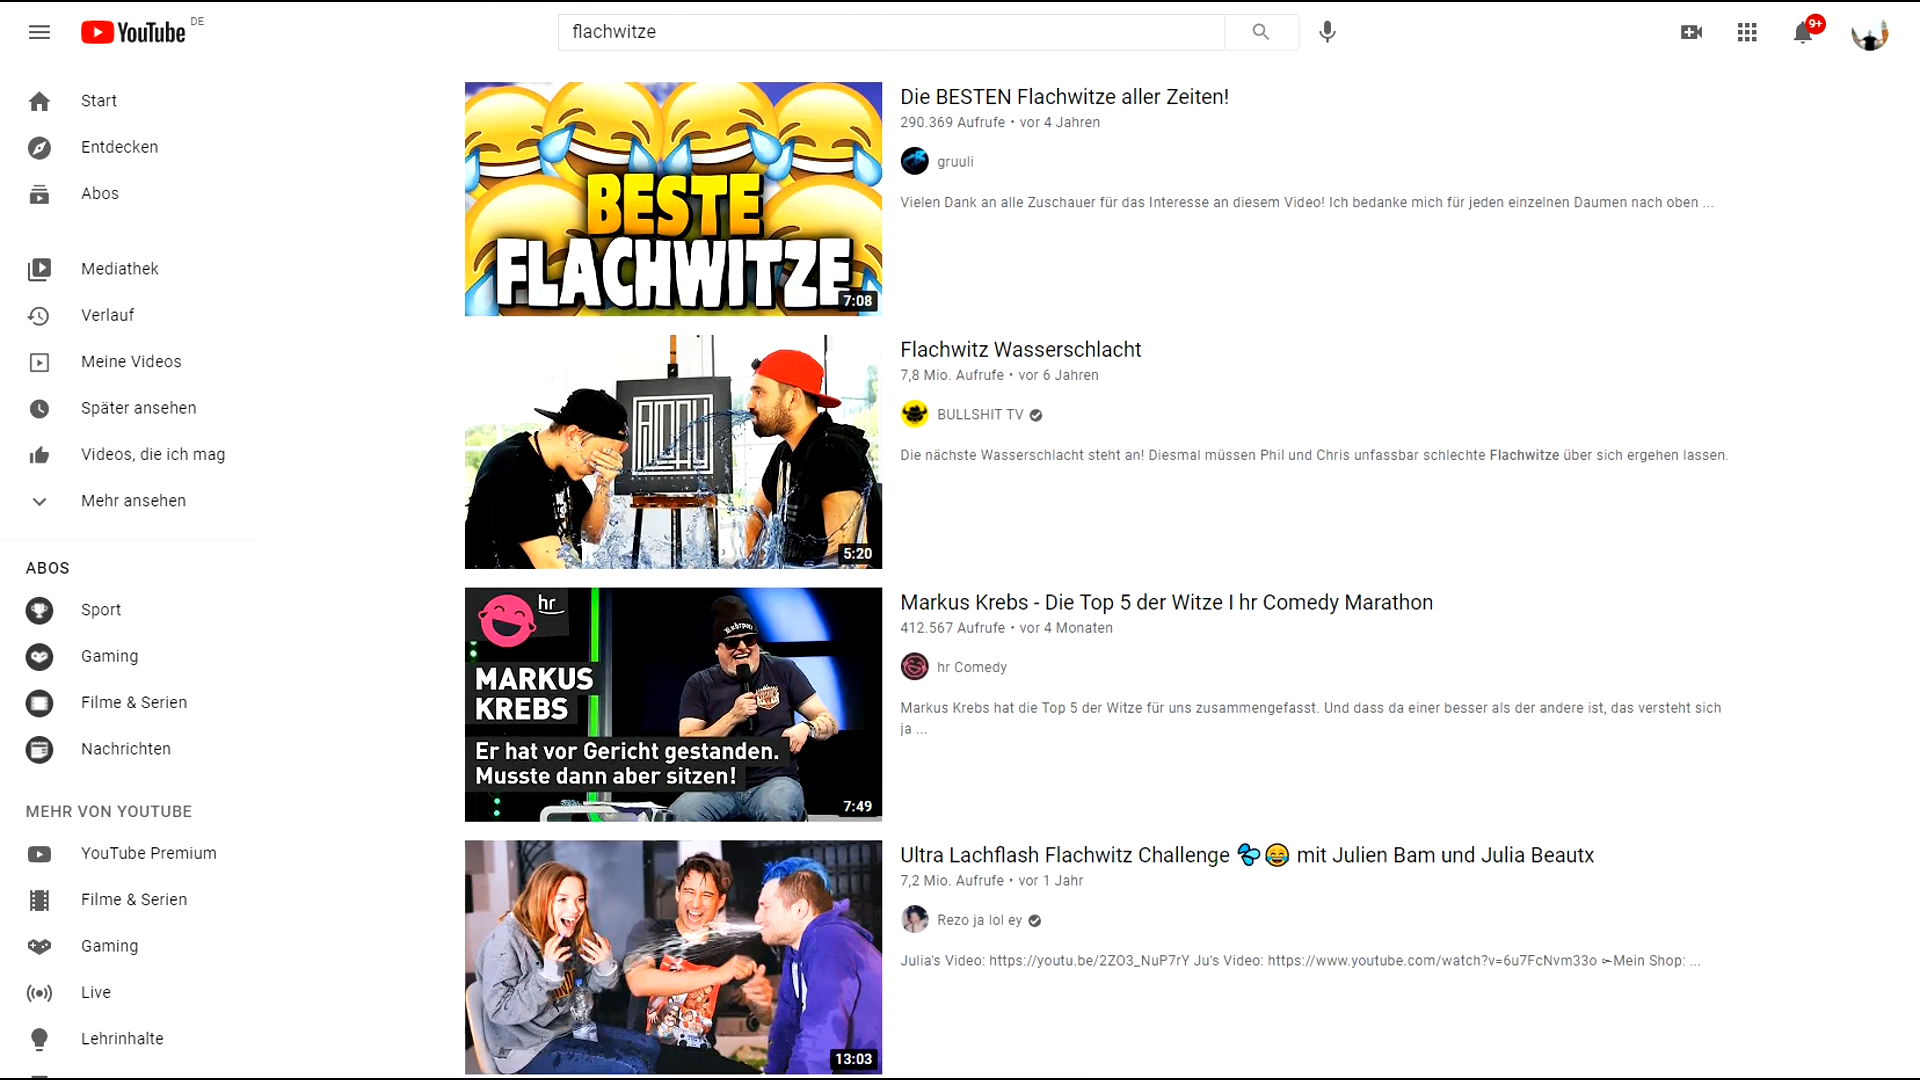 YouTube DE
flachwitze
9+
Start
Entdecken
Abos
Mediathek
Verlauf
Meine Videos
Später ansehen
Videos, die ich mag
Mehr ansehen
ABOS
Sport
Gaming
Filme & Serien
Nachrichten
MEHR VON YOUTUBE
YouTube Premium
Filme & Serien
Gaming
Live
Lehrinhalte
BESTE
FLACHWITZE
7:08
Die BESTEN Flachwitze aller Zeiten!
290.369 Aufrufe • vor 4 Jahren
gruuli
Vielen Dank an alle Zuschauer für das Interesse an diesem Video! Ich bedanke mich für jeden einzelnen Daumen nach oben ...
5:20
Flachwitz Wasserschlacht
7,8 Mio. Aufrufe • vor 6 Jahren
BULLSHIT TV
Die nächste Wasserschlacht steht an! Diesmal müssen Phil und Chris unfassbar schlechte Flachwitze über sich ergehen lassen.
hr
MARKUS
KREBS
Er hat vor Gericht gestanden.
Musste dann aber sitzen!
7:49
Markus Krebs - Die Top 5 der Witze I hr Comedy Marathon
412.567 Aufrufe • vor 4 Monaten
hr Comedy
Markus Krebs hat die Top 5 der Witze für uns zusammengefasst. Und dass da einer besser als der andere ist, das versteht sich
ja ...
13:03
Ultra Lachflash Flachwitz Challenge 💦😂 mit Julien Bam und Julia Beautx
7,2 Mio. Aufrufe • vor 1 Jahr
Rezo ja lol ey
Julia's Video: https://youtu.be/2ZO3_NuP7rY Ju's Video: https://www.youtube.com/watch?v=6u7FcNvm33o ➛Mein Shop: ...